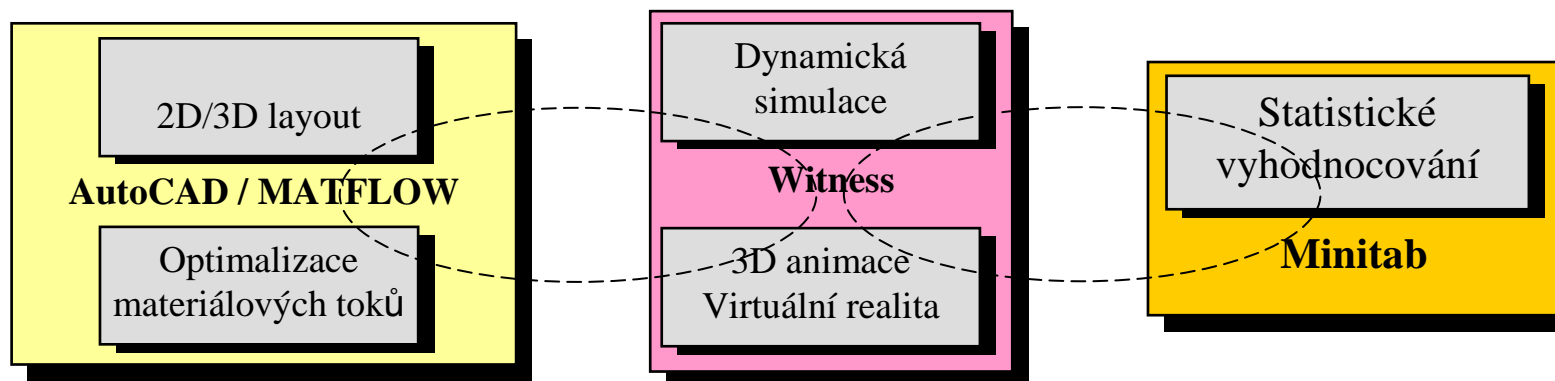 2D/3D layout
AutoCAD / MATFLOW
Optimalizace
materiálových toků
Dynamická
simulace
Witness
3D animace
Virtuální realita
Statistické
vyhodnocování
Minitab